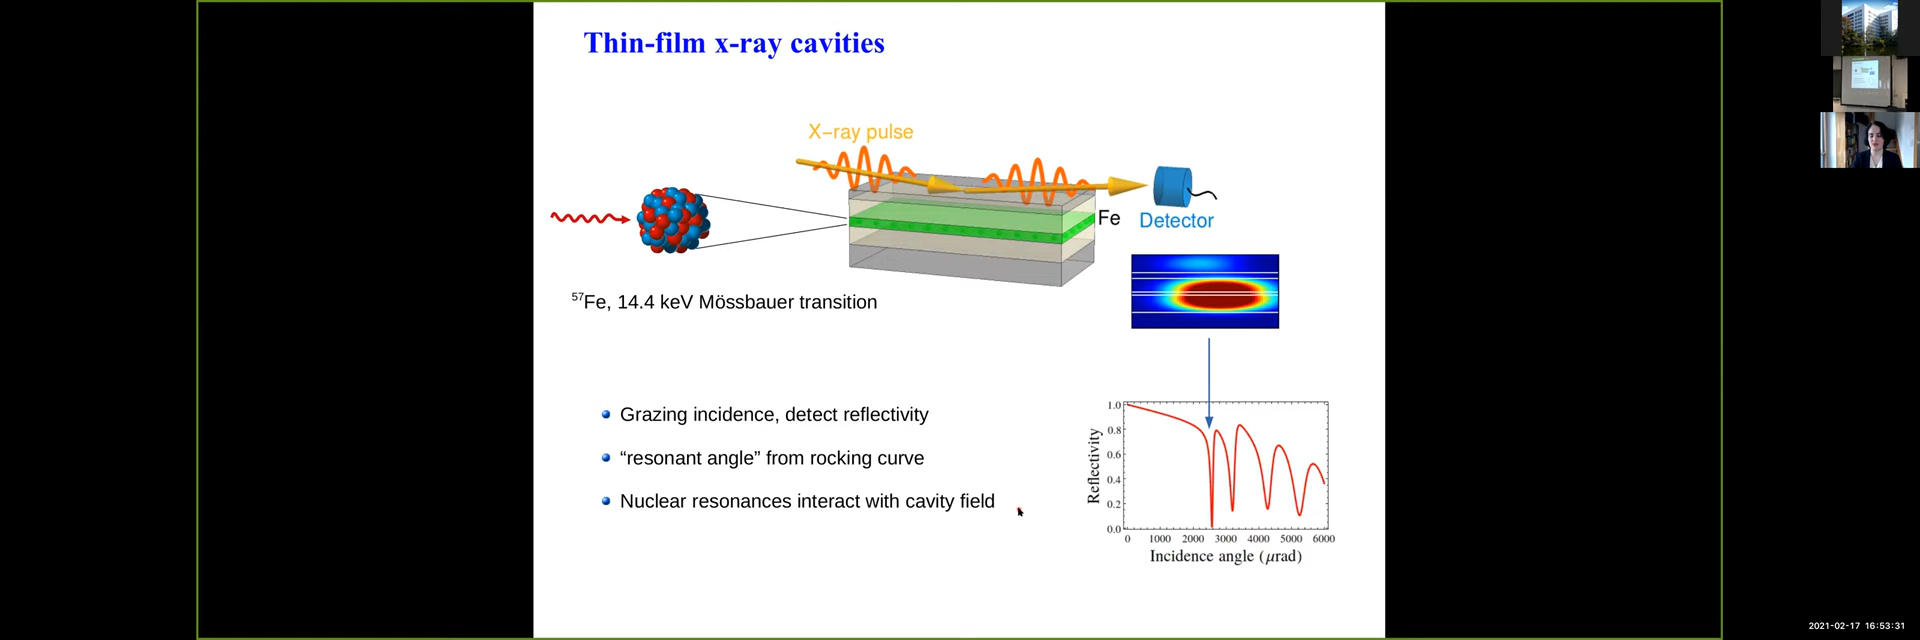 Thin-film x-ray cavities
X−ray pulse
Fe
Detector
57Fe, 14.4 keV Mössbauer transition
Grazing incidence, detect reflectivity
“resonant angle” from rocking curve
Nuclear resonances interact with cavity field
Reflectivity
1.0
0.8
0.6
0.4
0.2
0.0
0 1000 2000 3000 4000 5000 6000
Incidence angle (μrad)
2021-02-17 16:53:31